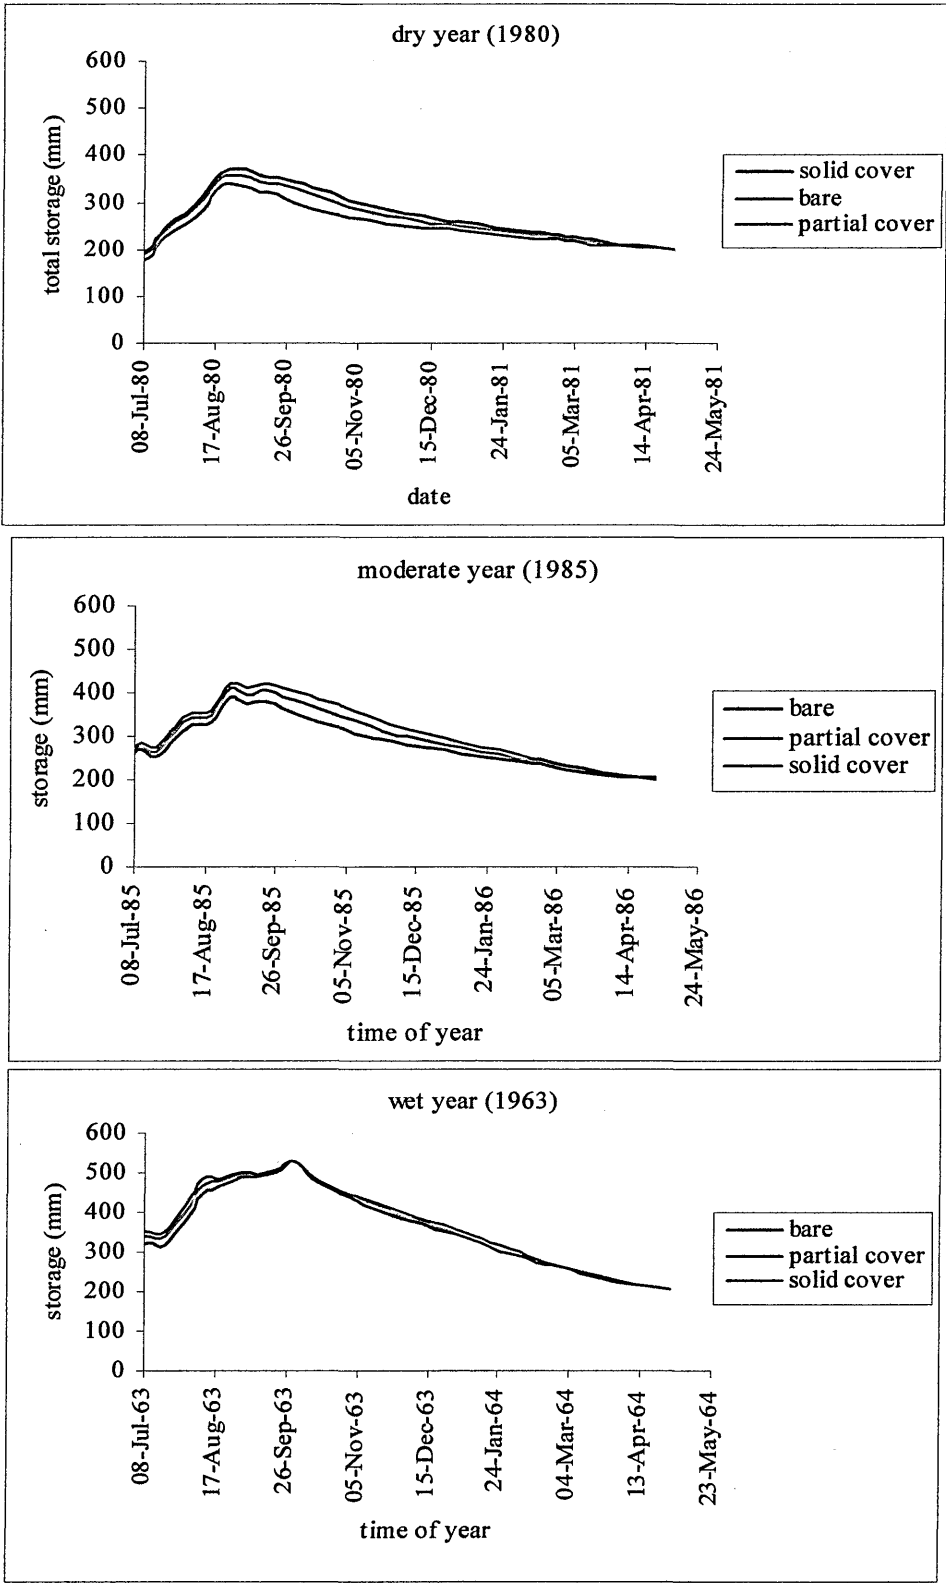 dry year (1980)
600
500
400
300
200
100
0
total storage (mm)
08-Jul-80
17-Aug-80
26-Sep-80
05-Nov-80
15-Dec-80
24-Jan-81
05-Mar-81
14-Apr-81
24-May-81
date
solid cover
bare
partial cover
moderate year (1985)
600
500
400
300
200
100
0
storage (mm)
08-Jul-85
17-Aug-85
26-Sep-85
05-Nov-85
15-Dec-85
24-Jan-86
05-Mar-86
14-Apr-86
24-May-86
time of year
bare
partial cover
solid cover
wet year (1963)
600
500
400
300
200
100
0
storage (mm)
08-Jul-63
17-Aug-63
26-Sep-63
05-Nov-63
15-Dec-63
24-Jan-64
04-Mar-64
13-Apr-64
23-May-64
time of year
bare
partial cover
solid cover